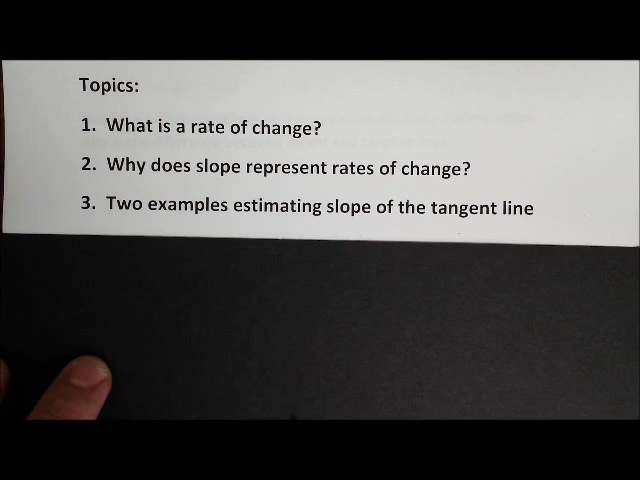 Topics:
1. What is a rate of change?
2. Why does slope represent rates of change?
3. Two examples estimating slope of the tangent line